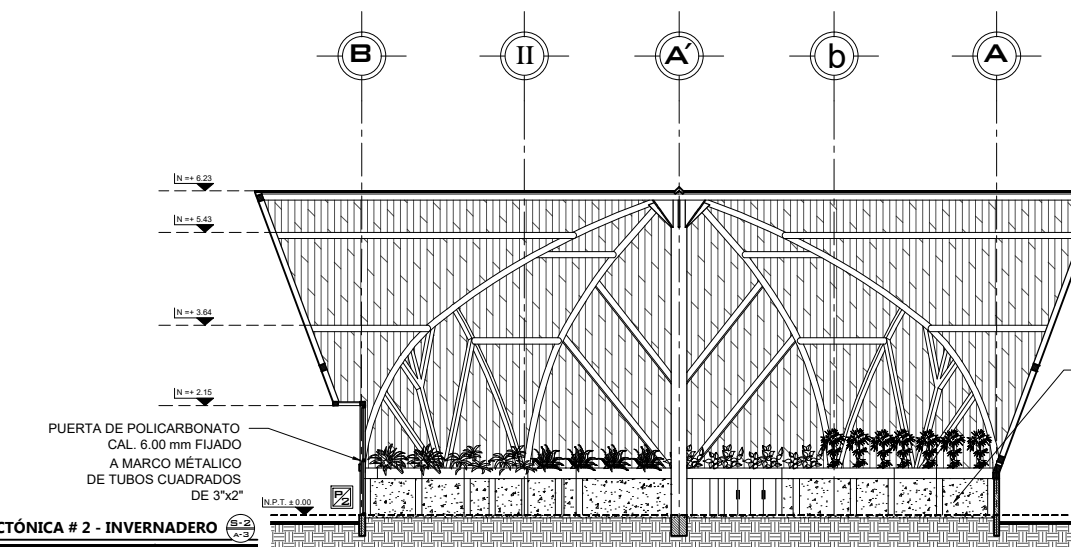 B II A' b A
N =+ 6.23
N =+ 5.43
N =+ 3.64
N =+ 2.15
PUERTA DE POLICARBONATO
CAL. 6.00 mm FIJADO
A MARCO MÉTALICO
DE TUBOS CUADRADOS
DE 3"x2"
N.P.T. ± 0.00
P/2
CTÓNICA # 2 - INVERNADERO
S-2
A-3